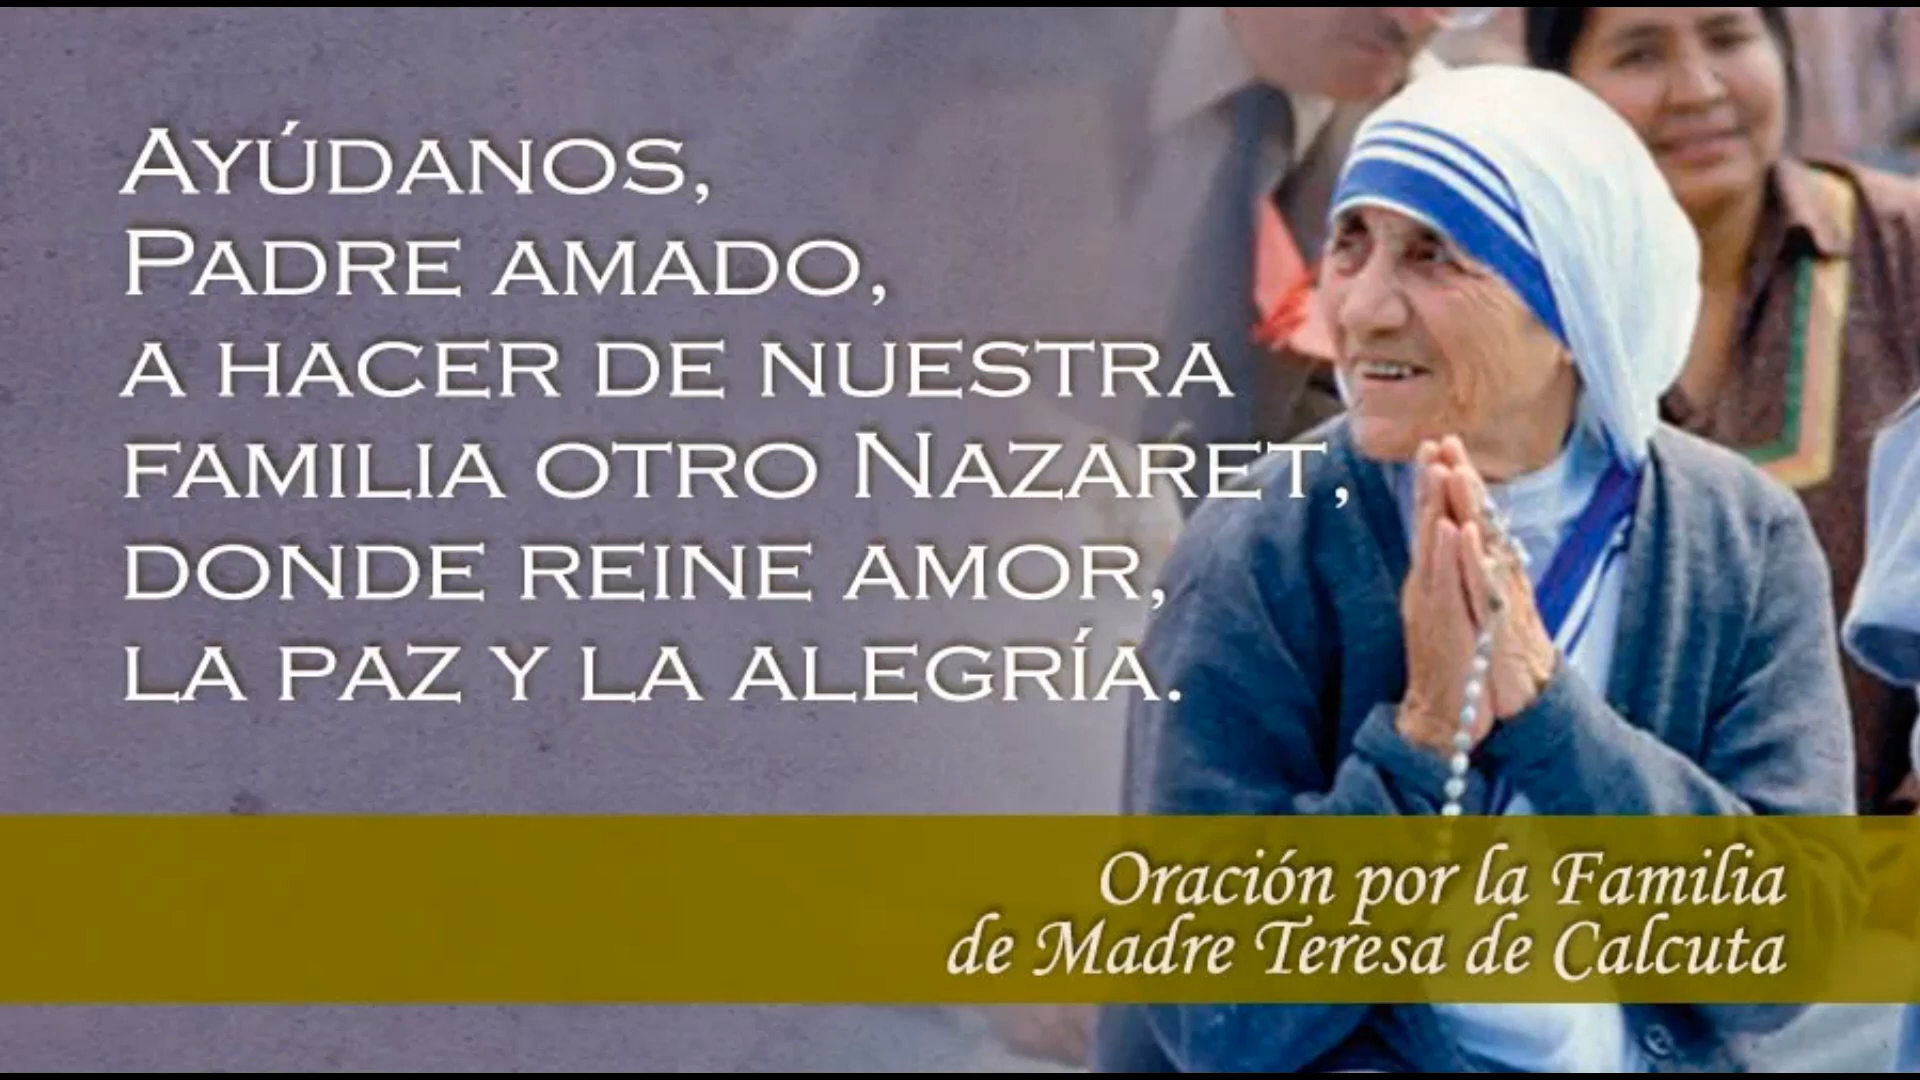 AYÚDANOS,
PADRE AMADO,
A HACER DE NUESTRA
FAMILIA OTRO NAZARET,
DONDE REINE AMOR,
LA PAZ Y LA ALEGRÍA.
Oración por la Familia
de Madre Teresa de Calcuta